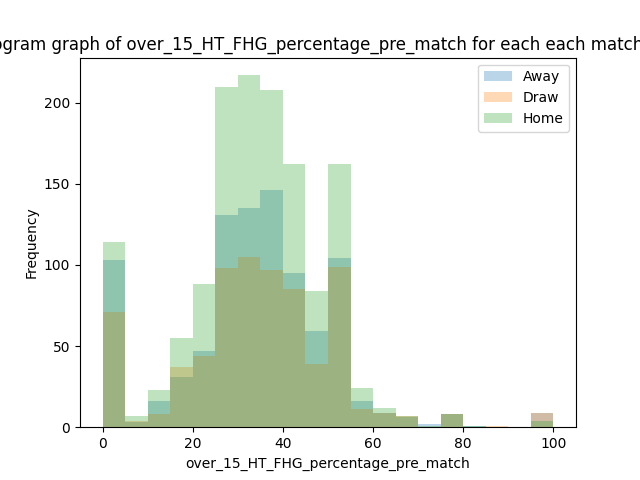 ogram graph of over_15_HT_FHG_percentage_pre_match for each each match
Away
Draw
Home
200
150
100
50
0
Frequency
0 20 40 60 80 100
over_15_HT_FHG_percentage_pre_match